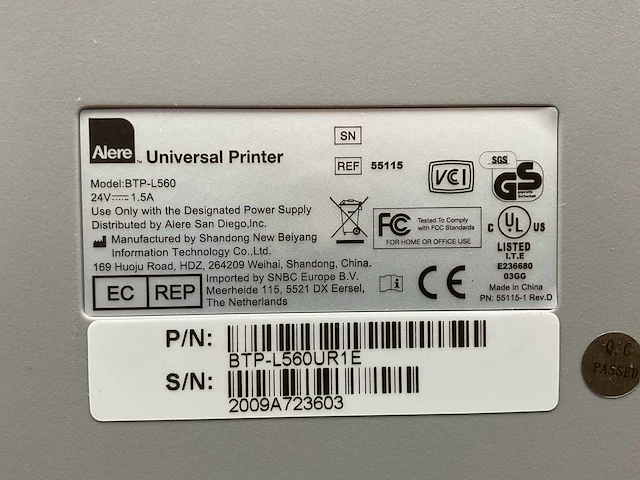 Alere™ Universal Printer
SN
REF 55115
Model:BTP-L560
24V 1.5A
Use Only with the Designated Power Supply
Distributed by Alere San Diego,Inc.
Manufactured by Shandong New Beiyang
Information Technology Co.,Ltd.
169 Huoju Road, HDZ, 264209 Weihai, Shandong, China.
EC REP
Imported by SNBC Europe B.V.
Meerheide 115, 5521 DX Eersel,
The Netherlands
VCI
SGS
GS
FC Tested To Comply
with FCC Standards
FOR HOME OR OFFICE USE
C UL US
LISTED
I.T.E
E236680
03GG
i
CE
Made in China
PN: 55115-1 Rev.D
P/N:
BTP-L560UR1E
S/N:
2009A723603
Q.C
PASSED